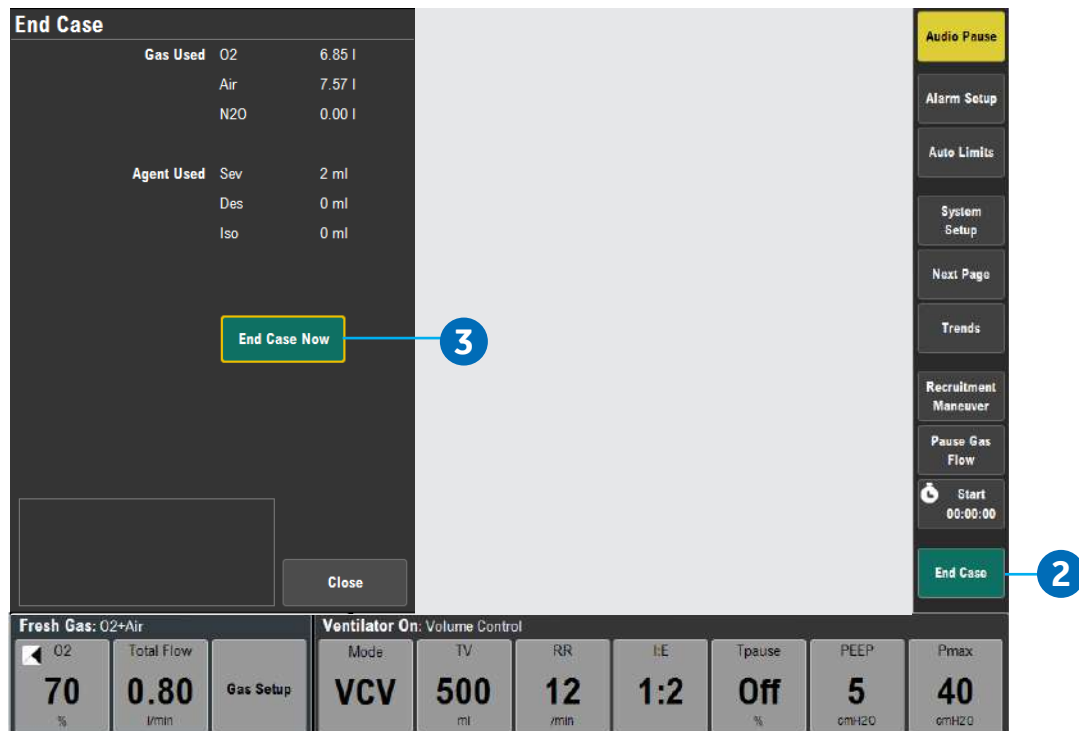 End Case
Gas Used O2 6.85 l
Air 7.57 l
N2O 0.00 l
Agent Used Sev 2 ml
Des 0 ml
Iso 0 ml
End Case Now
3
Close
Audio Pause
Alarm Setup
Auto Limits
System
Setup
Next Page
Trends
Recruitment
Maneuver
Pause Gas
Flow
Start
00:00:00
End Case
2
Fresh Gas: O2+Air
O2
70
%
Total Flow
0.80
l/min
Gas Setup
Ventilator On: Volume Control
Mode
VCV
TV
500
ml
RR
12
/min
I:E
1:2
Tpause
Off
%
PEEP
5
cmH2O
Pmax
40
cmH2O